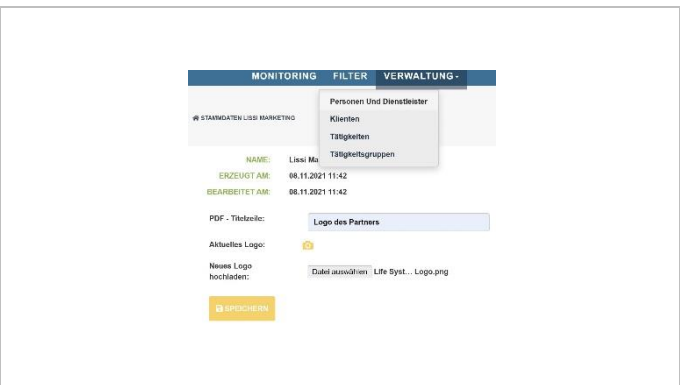 MONITORING FILTER VERWALTUNG
Personen Und Dienstleister
STAMMDATEN LISSI MARKETING
Klienten
Tätigkeiten
Tätigkeitsgruppen
NAME: Lissi Ma
ERZEUGT AM: 08.11.2021 11:42
BEARBEITET AM: 08.11.2021 11:42
PDF - Titelzeile: Logo des Partners
Aktuelles Logo:
Neues Logo
hochladen: Datei auswählen Life Syst... Logo.png
SPEICHERN